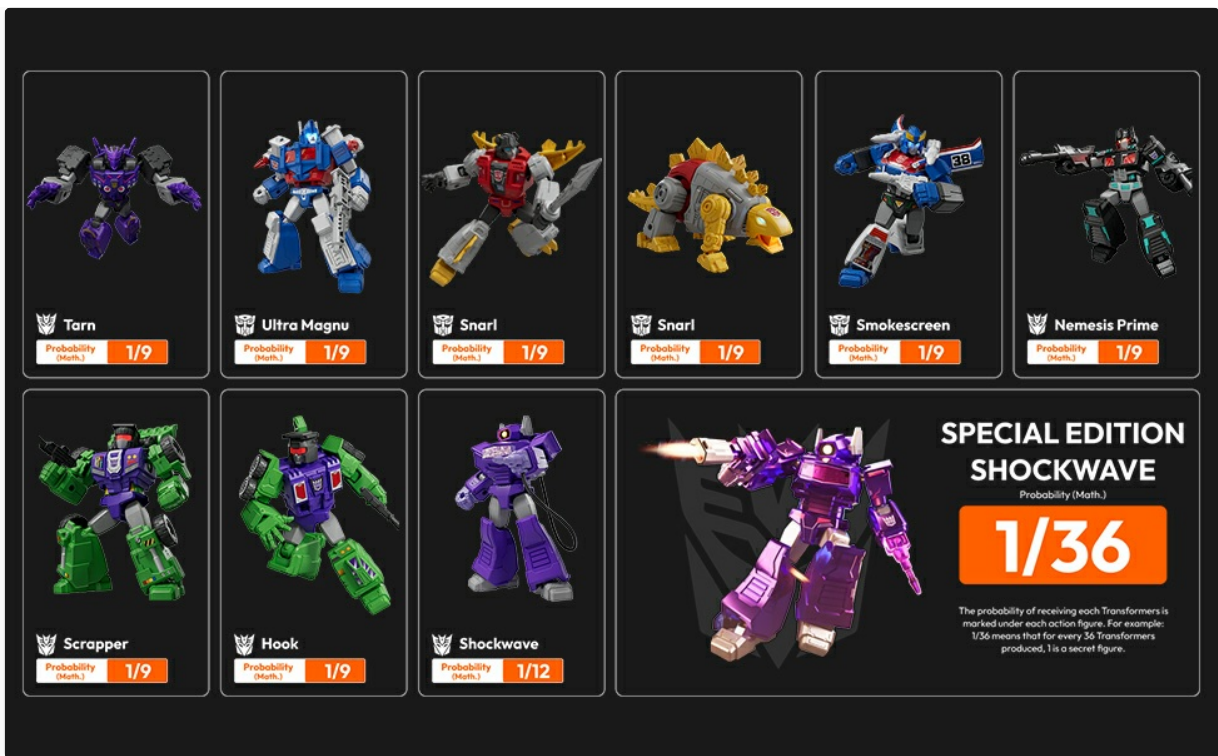 Tarn
Probability
(Math.)
1/9
Ultra Magnu
Probability
(Math.)
1/9
Snarl
Probability
(Math.)
1/9
Snarl
Probability
(Math.)
1/9
38
Smokescreen
Probability
(Math.)
1/9
Nemesis Prime
Probability
(Math.)
1/9
Scrapper
Probability
(Math.)
1/9
Hook
Probability
(Math.)
1/9
Shockwave
Probability
(Math.)
1/12
SPECIAL EDITION
SHOCKWAVE
Probability (Math.)
1/36
The probability of receiving each Transformers is
marked under each action figure. For example:
1/36 means that for every 36 Transformers
produced, 1 is a secret figure.